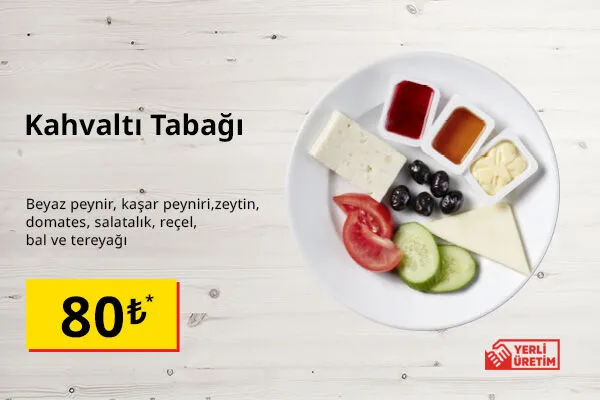 Kahvaltı Tabağı
Beyaz peynir, kaşar peyniri,zeytin,
domates, salatalık, reçel,
bal ve tereyağı
80₺*
YERLİ
ÜRETİM